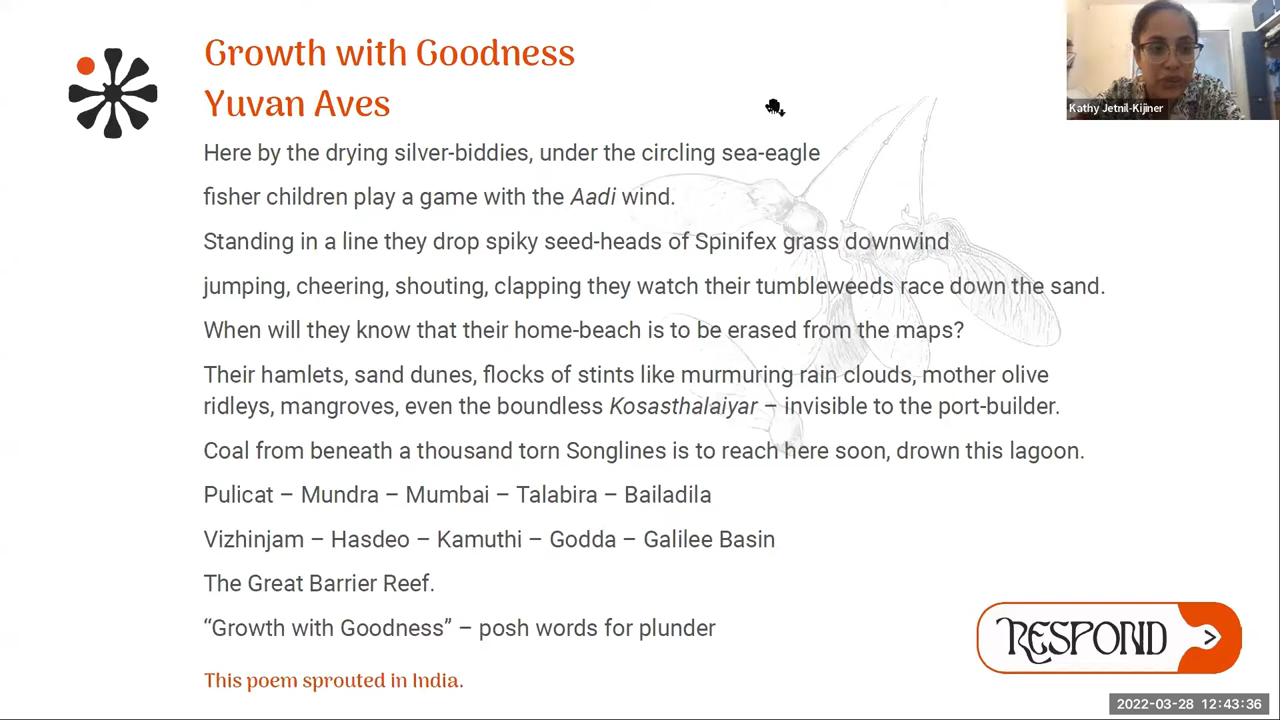 Growth with Goodness
Yuvan Aves
Kathy Jetnil-Kijiner
Here by the drying silver-biddies, under the circling sea-eagle
fisher children play a game with the Aadi wind.
Standing in a line they drop spiky seed-heads of Spinifex grass downwind
jumping, cheering, shouting, clapping they watch their tumbleweeds race down the sand.
When will they know that their home-beach is to be erased from the maps?
Their hamlets, sand dunes, flocks of stints like murmuring rain clouds, mother olive
ridleys, mangroves, even the boundless Kosasthalaiyar – invisible to the port-builder.
Coal from beneath a thousand torn Songlines is to reach here soon, drown this lagoon.
Pulicat – Mundra – Mumbai – Talabira – Bailadila
Vizhinjam – Hasdeo – Kamuthi – Godda – Galilee Basin
The Great Barrier Reef.
“Growth with Goodness” – posh words for plunder
RESPOND >
This poem sprouted in India.
2022-03-28 12:43:36